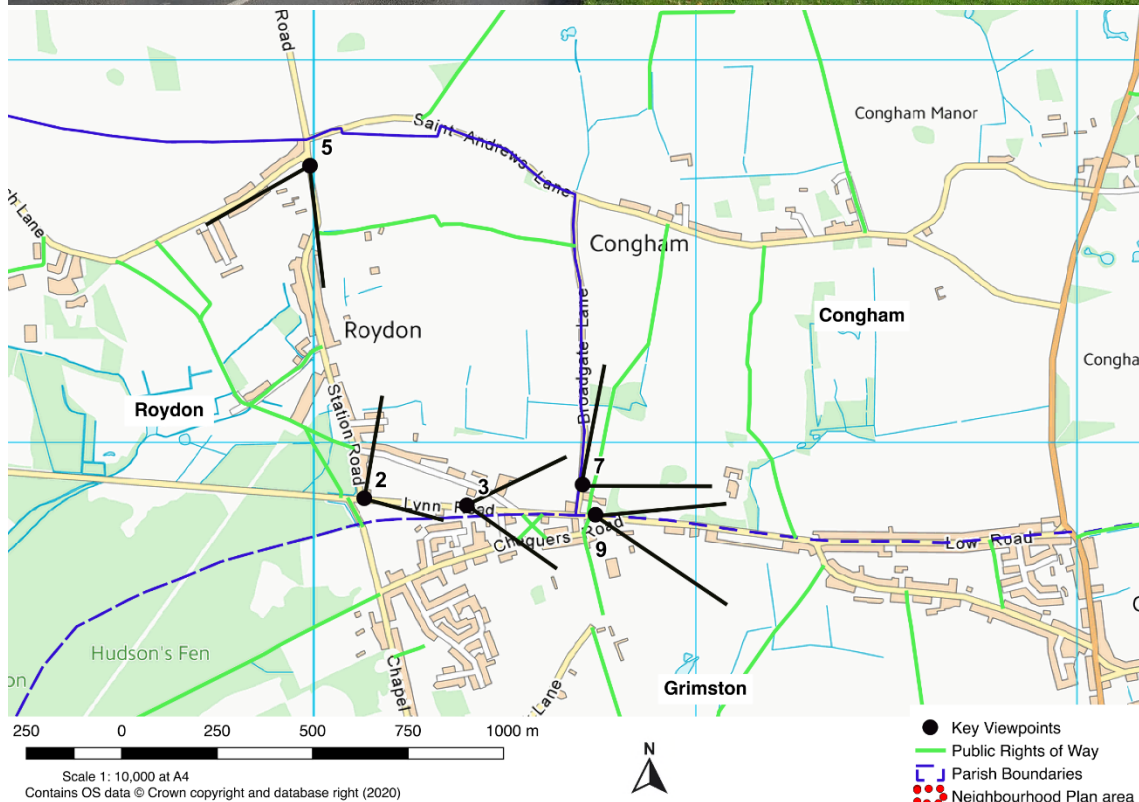 Road
Saint Andrews Lane
Congham Manor
5
Lane
Congham
Broadgate Lane
Congham
Roydon
Roydon
Station Road
2
3
7
9
Lynn Road
Chequers Road
Low Road
Hudson's Fen
Chapel
Lane
Grimston
250 0 250 500 750 1000 m
Scale 1: 10,000 at A4
Contains OS data © Crown copyright and database right (2020)
N
Key Viewpoints
Public Rights of Way
Parish Boundaries
Neighbourhood Plan area